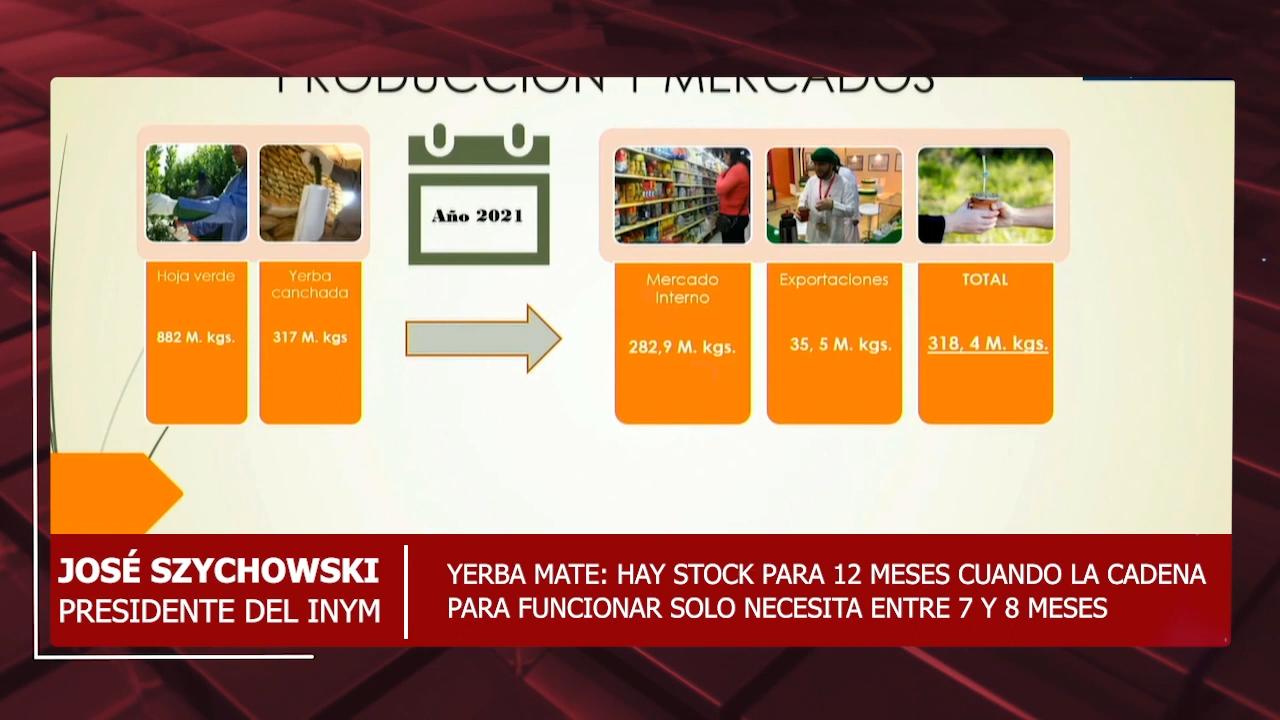 PRODUCCIÓN Y MERCADOS
Año 2021
Hoja verde
882 M. kgs.
Yerba
canchada
317 M. kgs
Mercado
Interno
282,9 M. kgs.
Exportaciones
35, 5 M. kgs.
TOTAL
318, 4 M. kgs.
JOSÉ SZYCHOWSKI
PRESIDENTE DEL INYM
YERBA MATE: HAY STOCK PARA 12 MESES CUANDO LA CADENA
PARA FUNCIONAR SOLO NECESITA ENTRE 7 Y 8 MESES